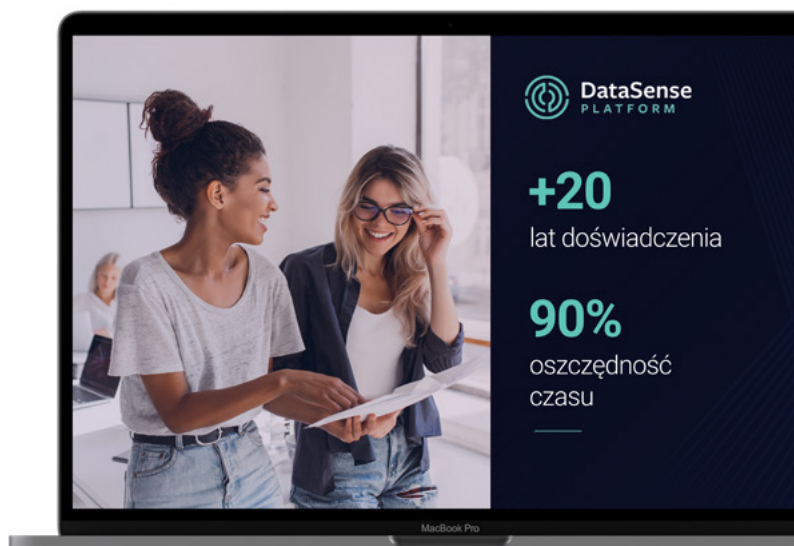 DataSense
PLATFORM
+20
lat doświadczenia
90%
oszczędność
czasu
MacBook Pro